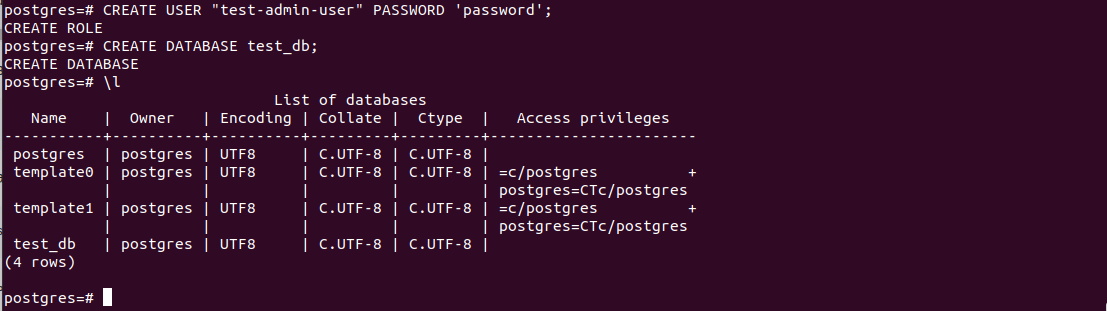 postgres=# CREATE USER "test-admin-user" PASSWORD 'password';
CREATE ROLE
postgres=# CREATE DATABASE test_db;
CREATE DATABASE
postgres=# \l
                              List of databases
   Name    |  Owner   | Encoding | Collate |  Ctype  |   Access privileges
-----------+----------+----------+---------+---------+-----------------------
 postgres  | postgres | UTF8     | C.UTF-8 | C.UTF-8 |
 template0 | postgres | UTF8     | C.UTF-8 | C.UTF-8 | =c/postgres          +
           |          |          |         |         | postgres=CTc/postgres
 template1 | postgres | UTF8     | C.UTF-8 | C.UTF-8 | =c/postgres          +
           |          |          |         |         | postgres=CTc/postgres
 test_db   | postgres | UTF8     | C.UTF-8 | C.UTF-8 |
(4 rows)

postgres=#